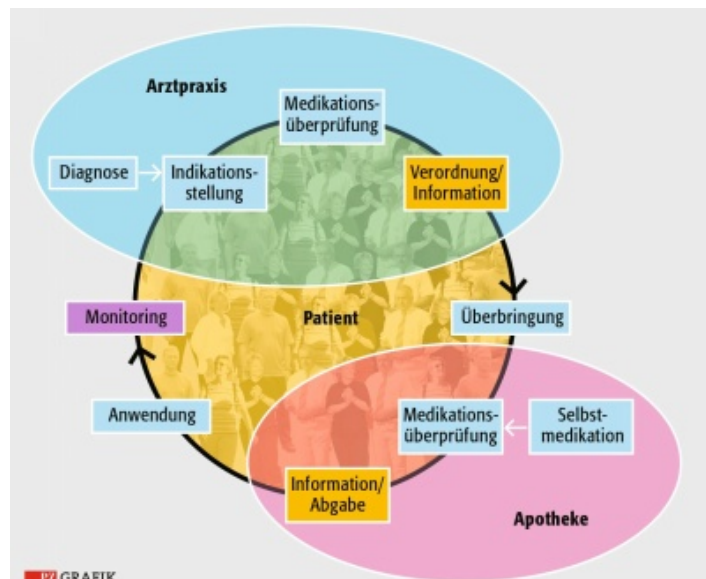 Arztpraxis
Medikations-
überprüfung
Diagnose
Indikations-
stellung
Verordnung/
Information
Monitoring
Patient
Überbringung
Anwendung
Medikations-
überprüfung
Selbst-
medikation
Information/
Abgabe
Apotheke
PZ GRAFIK